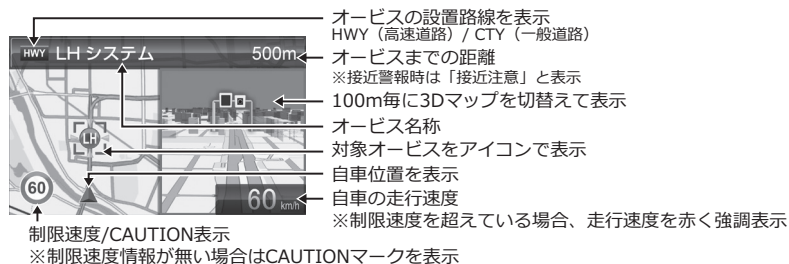 オービスの設置路線を表示
HWY（高速道路）/ CTY（一般道路）
HWY LH システム 500m
オービスまでの距離
※接近警報時は「接近注意」と表示
100m毎に3Dマップを切替えて表示
オービス名称
LH
対象オービスをアイコンで表示
自車位置を表示
60
60 km/h
自車の走行速度
※制限速度を超えている場合、走行速度を赤く強調表示
制限速度/CAUTION表示
※制限速度情報が無い場合はCAUTIONマークを表示